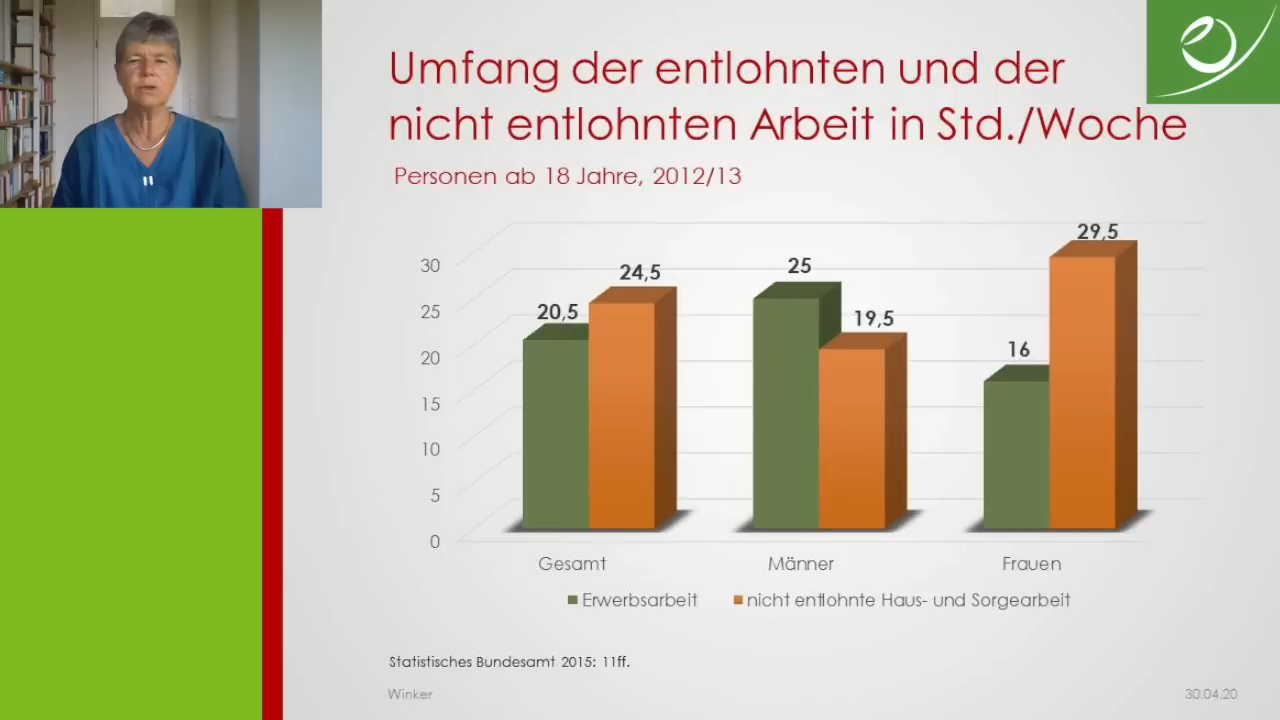 Umfang der entlohnten und der
nicht entlohnten Arbeit in Std./Woche
Personen ab 18 Jahre, 2012/13
30
25
20
15
10
5
0
20,5
24,5
25
19,5
16
29,5
Gesamt
Männer
Frauen
Erwerbsarbeit
nicht entlohnte Haus- und Sorgearbeit
Statistisches Bundesamt 2015: 11ff.
Winker
30.04.20